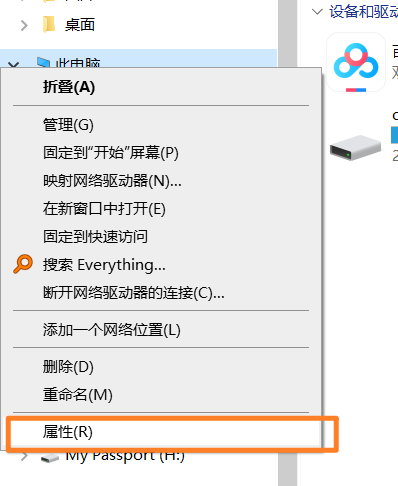 桌面
设备和驱动
此电脑
折叠(A)
管理(G)
固定到"开始"屏幕(P)
映射网络驱动器(N)...
在新窗口中打开(E)
固定到快速访问
搜索 Everything...
断开网络驱动器的连接(C)...
添加一个网络位置(L)
删除(D)
重命名(M)
属性(R)
My Passport (H:)